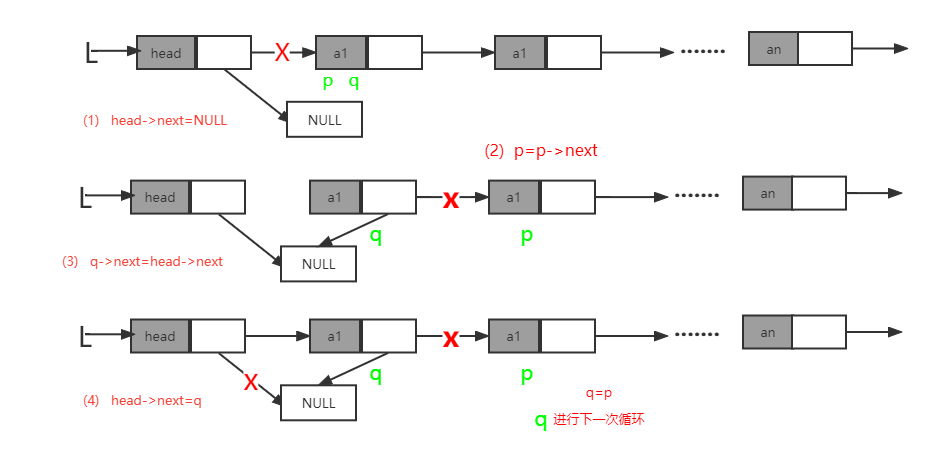 L head X a1 a1 ······· an
p q
NULL
(1) head->next=NULL
(2) p=p->next
L head a1 x a1 ······· an
q p
NULL
(3) q->next=head->next
L head a1 x a1 ······· an
q p
X
NULL
(4) head->next=q
q=p
q 进行下一次循环